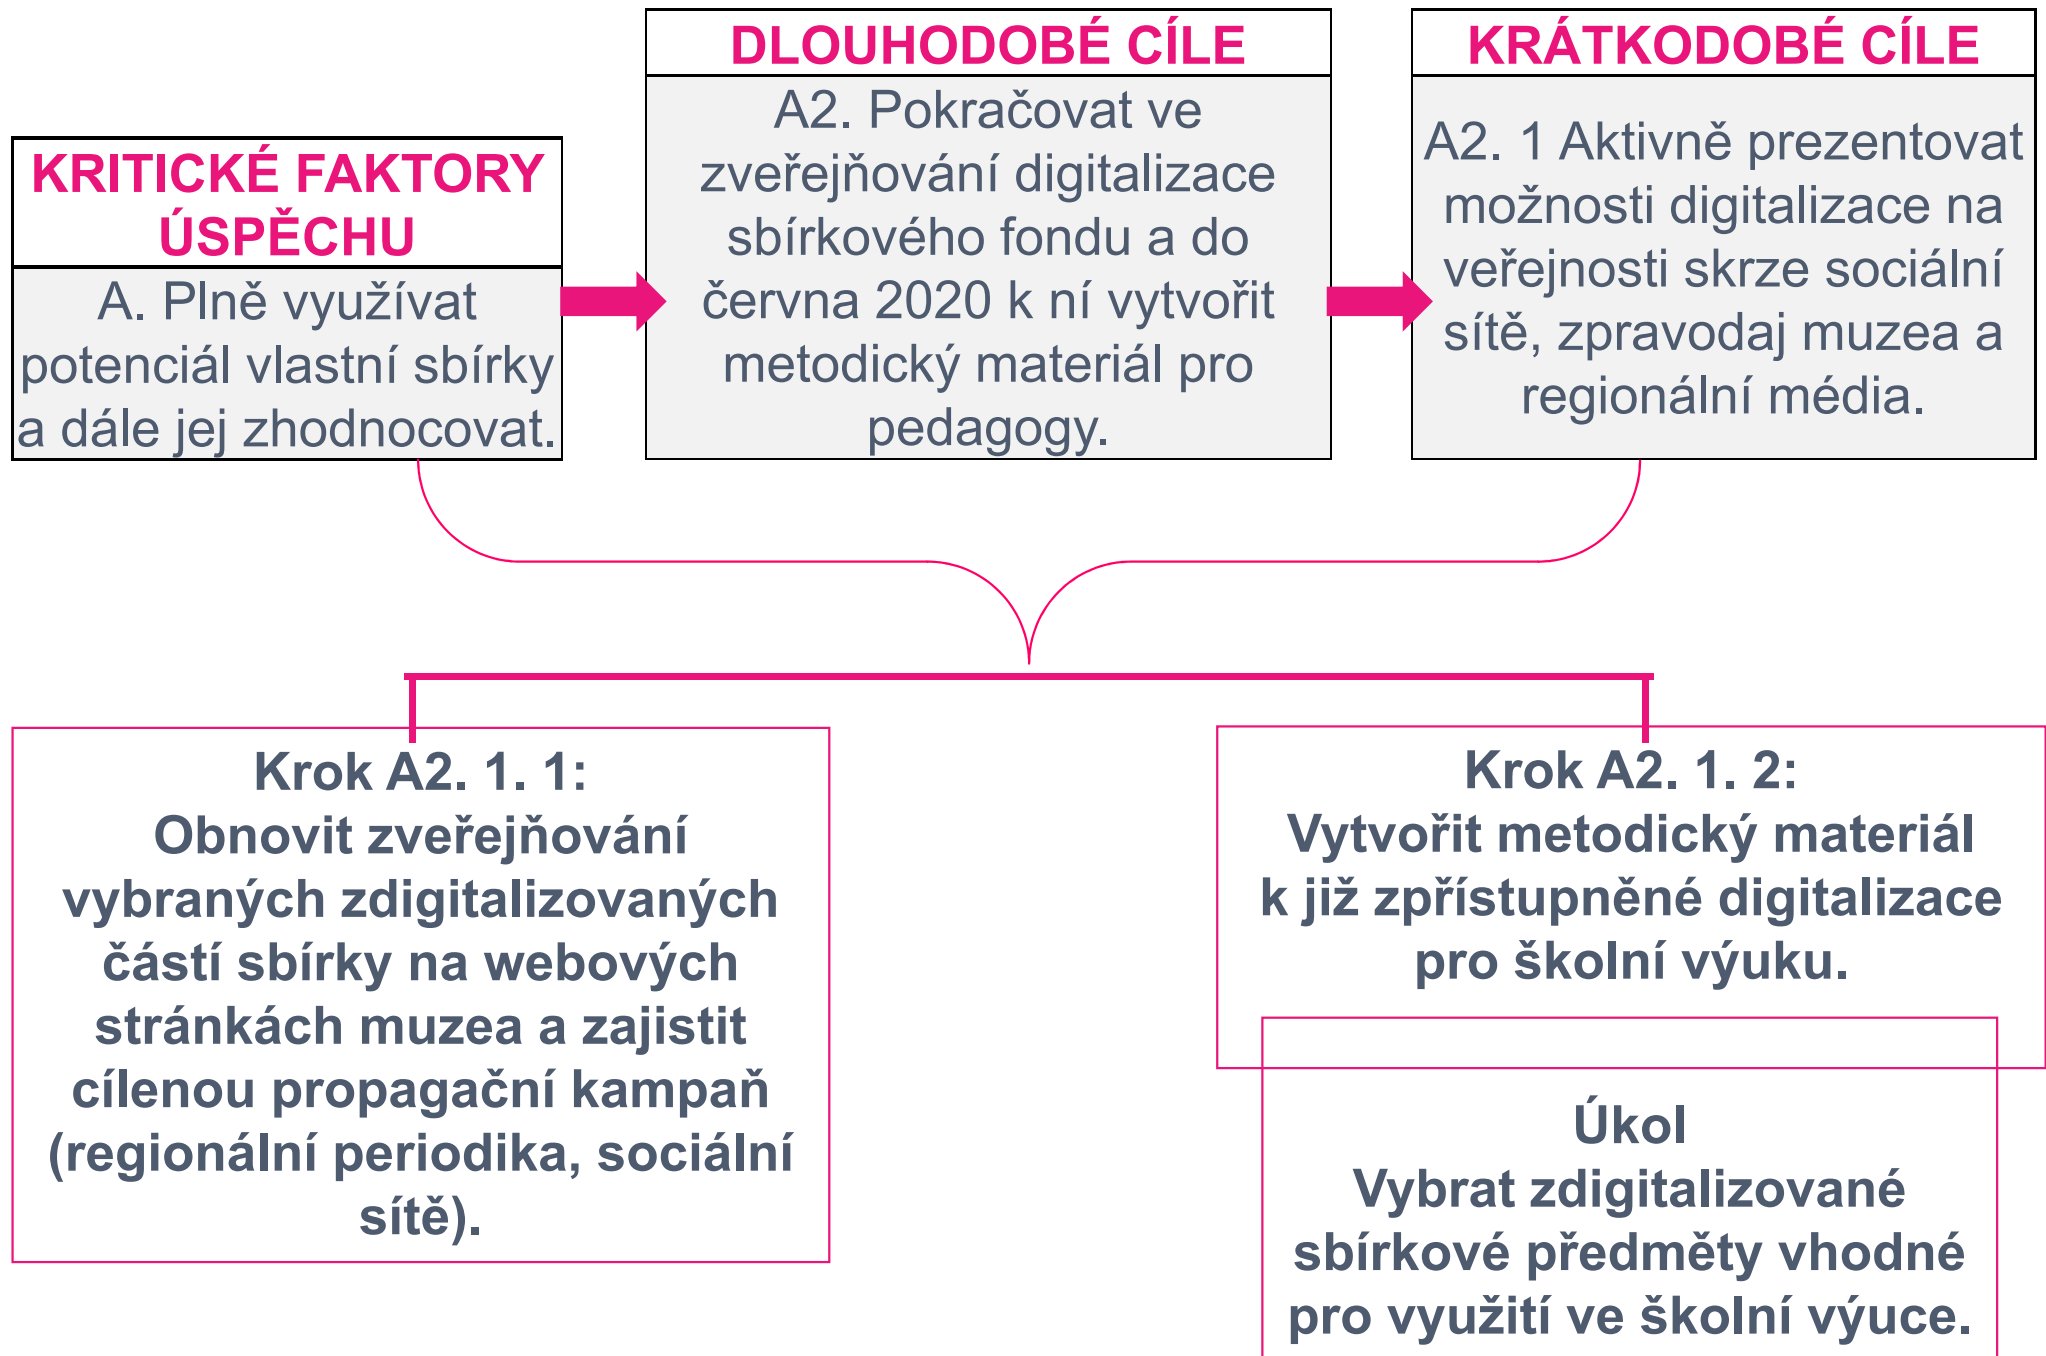 KRITICKÉ FAKTORY
ÚSPĚCHU
A. Plně využívat
potenciál vlastní sbírky
a dále jej zhodnocovat.
DLOUHODOBÉ CÍLE
A2. Pokračovat ve
zveřejňování digitalizace
sbírkového fondu a do
června 2020 k ní vytvořit
metodický materiál pro
pedagogy.
KRÁTKODOBÉ CÍLE
A2. 1 Aktivně prezentovat
možnosti digitalizace na
veřejnosti skrze sociální
sítě, zpravodaj muzea a
regionální média.
Krok A2. 1. 1:
Obnovit zveřejňování
vybraných zdigitalizovaných
částí sbírky na webových
stránkách muzea a zajistit
cílenou propagační kampaň
(regionální periodika, sociální
sítě).
Krok A2. 1. 2:
Vytvořit metodický materiál
k již zpřístupněné digitalizace
pro školní výuku.
Úkol
Vybrat zdigitalizované
sbírkové předměty vhodné
pro využití ve školní výuce.